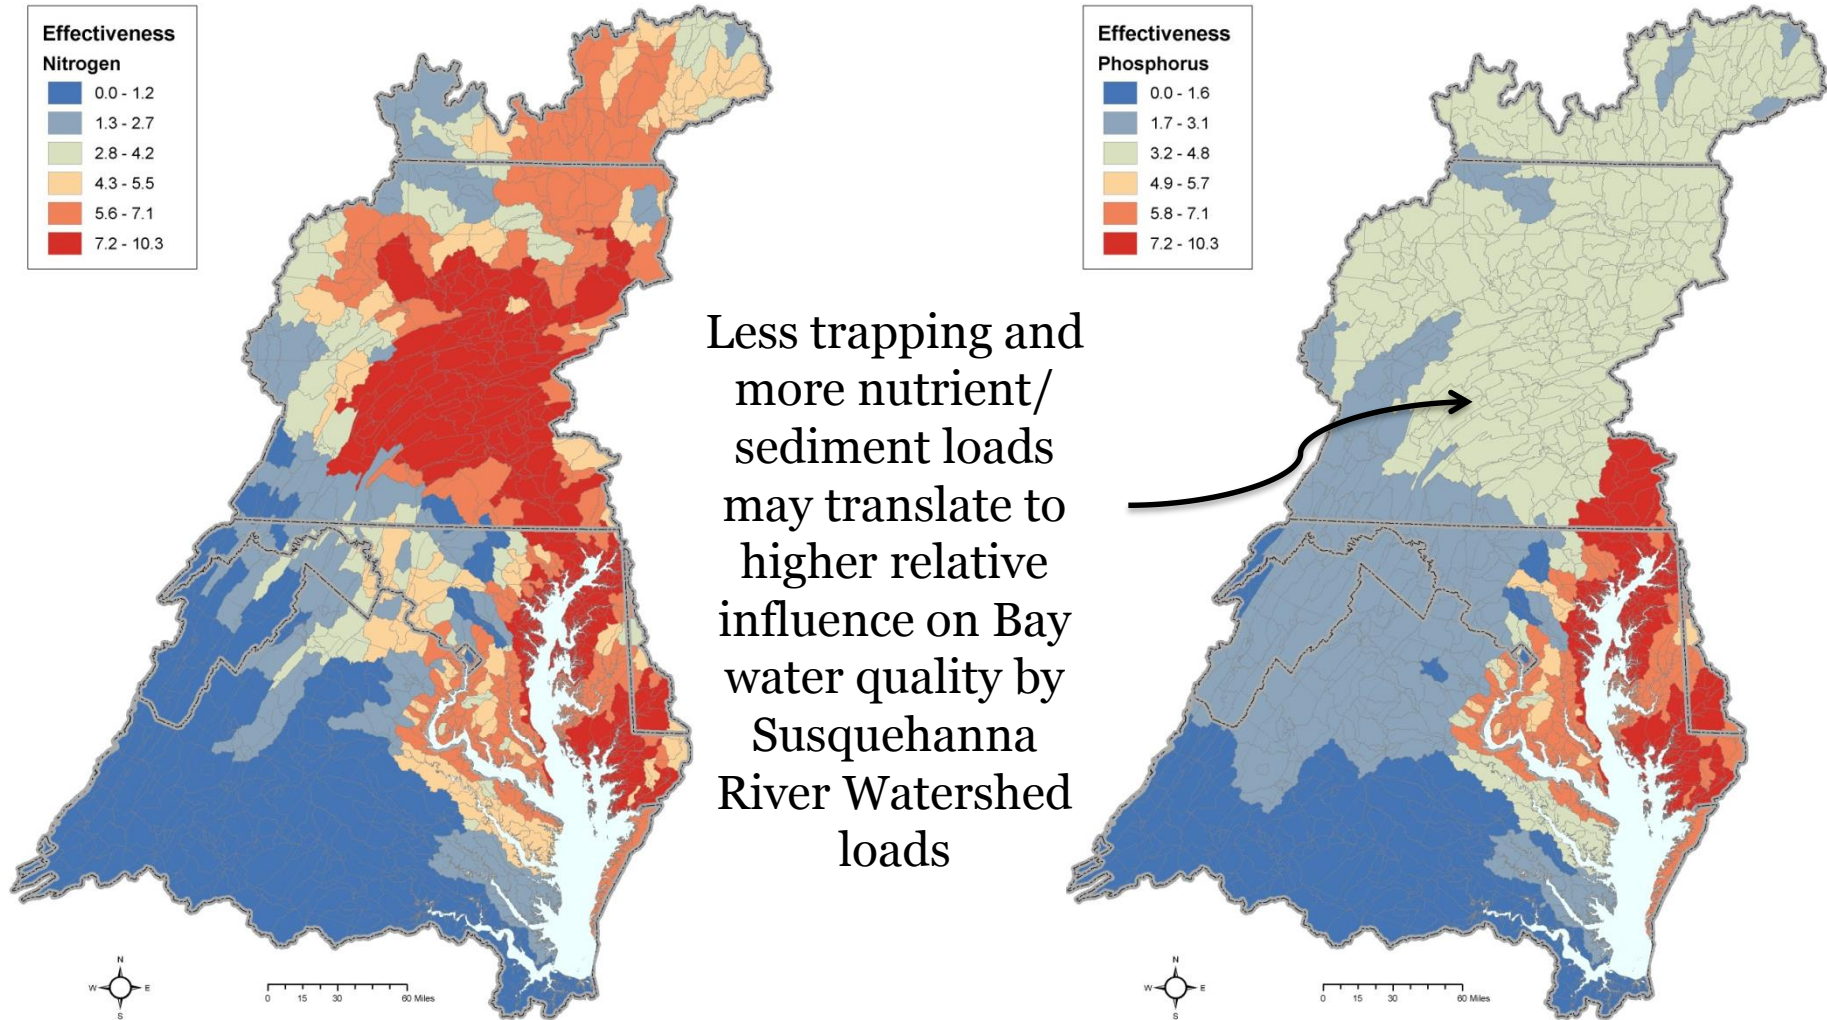 Effectiveness
Nitrogen
0.0 - 1.2
1.3 - 2.7
2.8 - 4.2
4.3 - 5.5
5.6 - 7.1
7.2 - 10.3
Less trapping and
more nutrient/
sediment loads
may translate to
higher relative
influence on Bay
water quality by
Susquehanna
River Watershed
loads
Effectiveness
Phosphorus
0.0 - 1.6
1.7 - 3.1
3.2 - 4.8
4.9 - 5.7
5.8 - 7.1
7.2 - 10.3
N
W E
S
0 15 30 60 Miles
N
W E
S
0 15 30 60 Miles